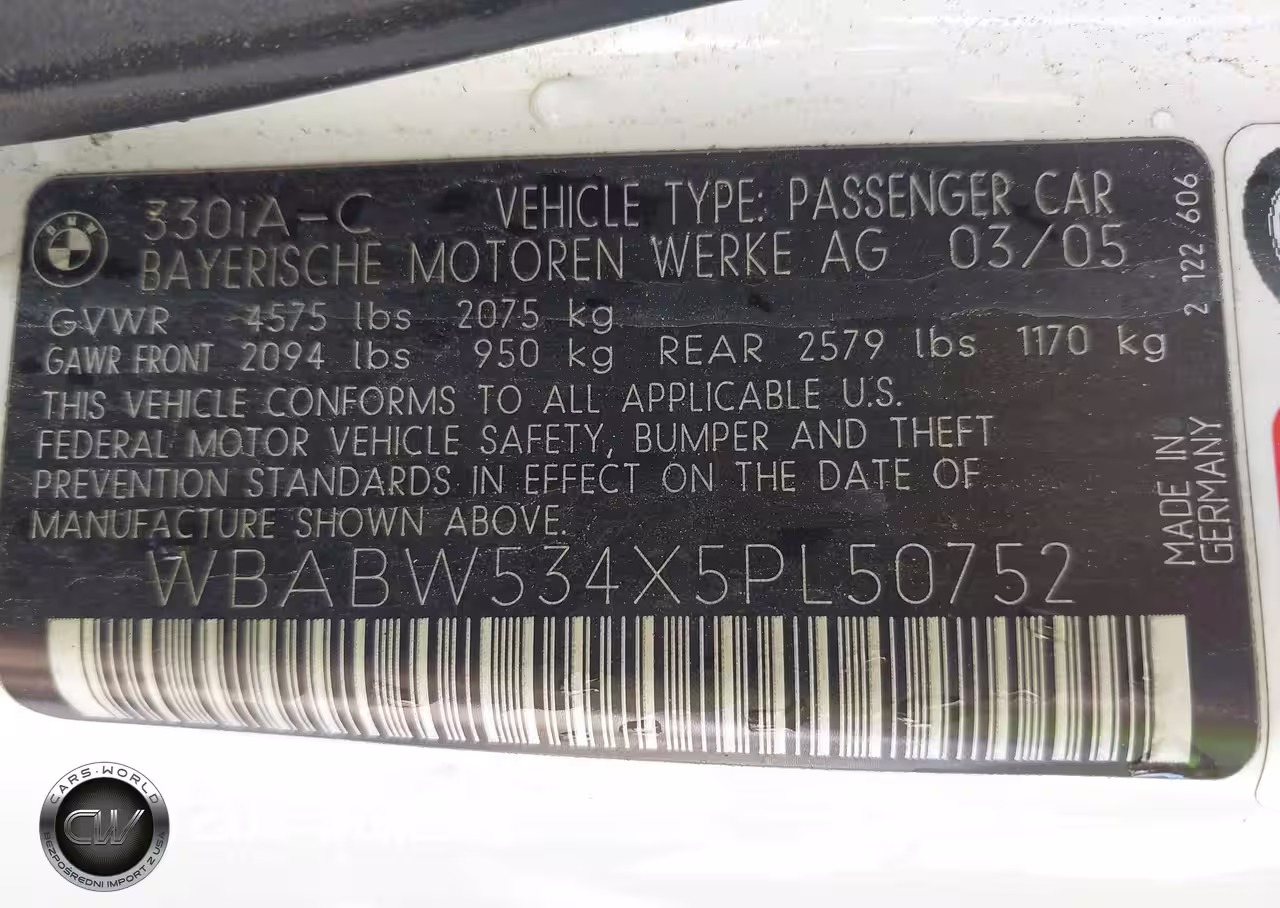 330iA-C VEHICLE TYPE: PASSENGER CAR
BAYERISCHE MOTOREN WERKE AG 03/05
GVWR 4575 lbs 2075 kg
GAWR FRONT 2094 lbs 950 kg REAR 2579 lbs 1170 kg
THIS VEHICLE CONFORMS TO ALL APPLICABLE U.S.
FEDERAL MOTOR VEHICLE SAFETY, BUMPER AND THEFT
PREVENTION STANDARDS IN EFFECT ON THE DATE OF
MANUFACTURE SHOWN ABOVE.
WBABW534X5PL50752
2 122 606
MADE IN
GERMANY
BMW
CARS·WORLD
CW
BEZPOŚREDNI IMPORT Z USA